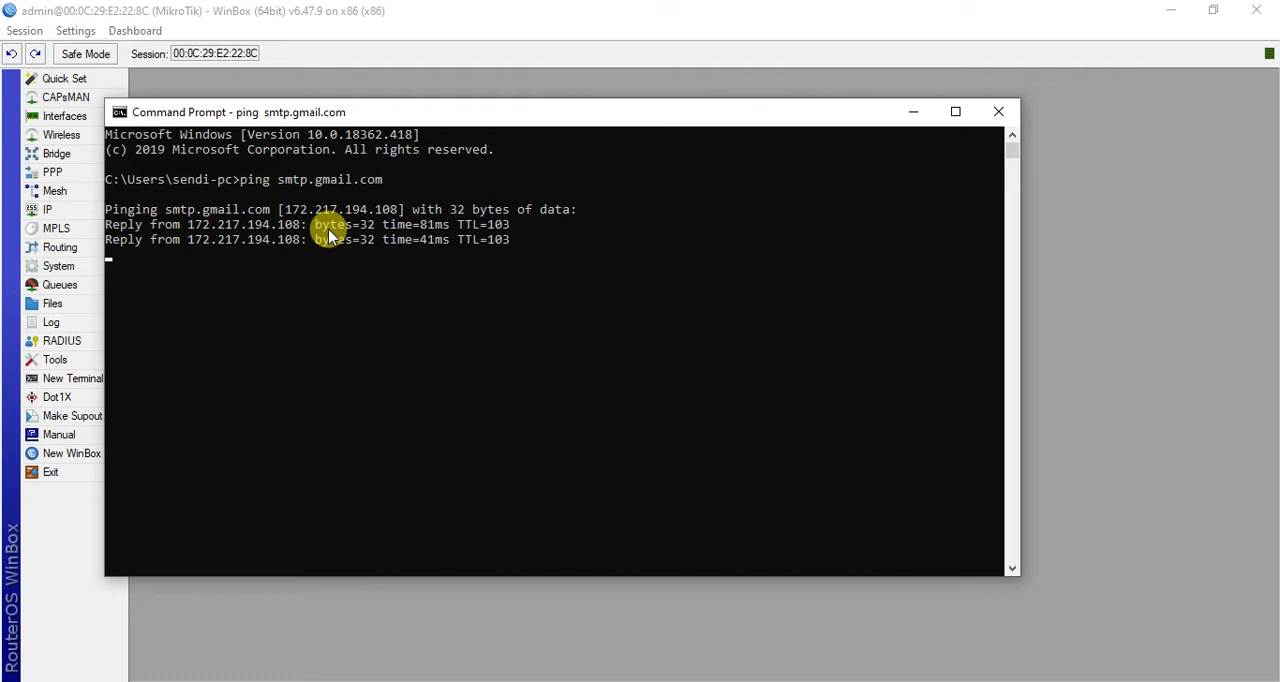 admin@00:0C:29:E2:22:8C (MikroTik) - WinBox (64bit) v6.47.9 on x86 (x86)
Session Settings Dashboard
Safe Mode Session: 00:0C:29:E2:22:8C
Quick Set
CAPsMAN
Interfaces
Wireless
Bridge
PPP
Mesh
IP
MPLS
Routing
System
Queues
Files
Log
RADIUS
Tools
New Terminal
Dot1X
Make Supout
Manual
New WinBox
Exit
RouterOS WinBox
Command Prompt - ping smtp.gmail.com
Microsoft Windows [Version 10.0.18362.418]
(c) 2019 Microsoft Corporation. All rights reserved.
C:\Users\sendi-pc>ping smtp.gmail.com
Pinging smtp.gmail.com [172.217.194.108] with 32 bytes of data:
Reply from 172.217.194.108: bytes=32 time=81ms TTL=103
Reply from 172.217.194.108: bytes=32 time=41ms TTL=103